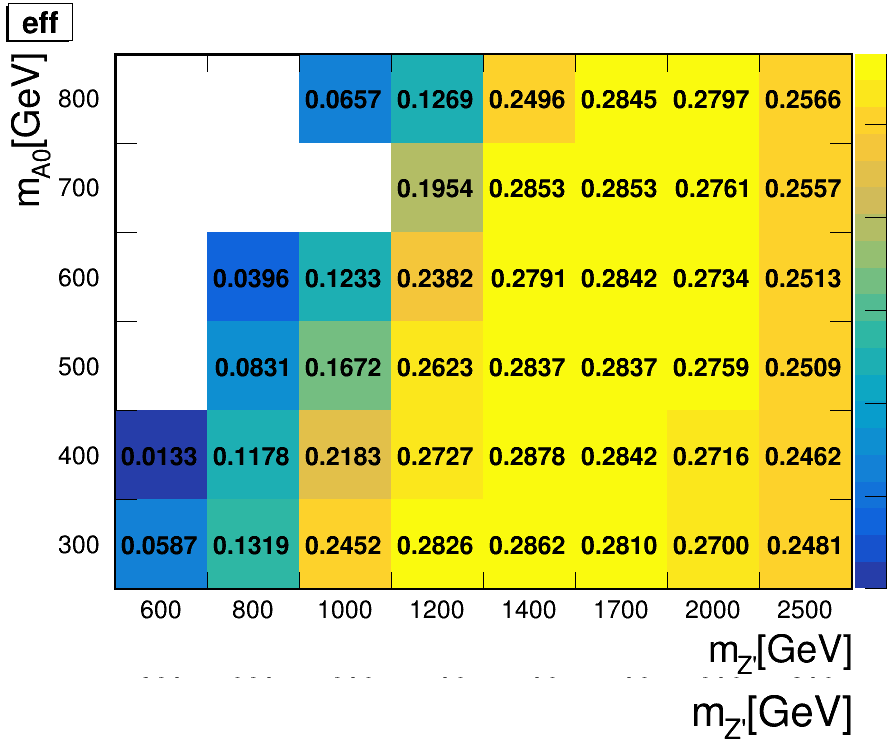 eff
m_A0[GeV]
800 0.0657 0.1269 0.2496 0.2845 0.2797 0.2566
700 0.1954 0.2853 0.2853 0.2761 0.2557
600 0.0396 0.1233 0.2382 0.2791 0.2842 0.2734 0.2513
500 0.0831 0.1672 0.2623 0.2837 0.2837 0.2759 0.2509
400 0.0133 0.1178 0.2183 0.2727 0.2878 0.2842 0.2716 0.2462
300 0.0587 0.1319 0.2452 0.2826 0.2862 0.2810 0.2700 0.2481
600 800 1000 1200 1400 1700 2000 2500
m_Z'[GeV]
m_Z'[GeV]